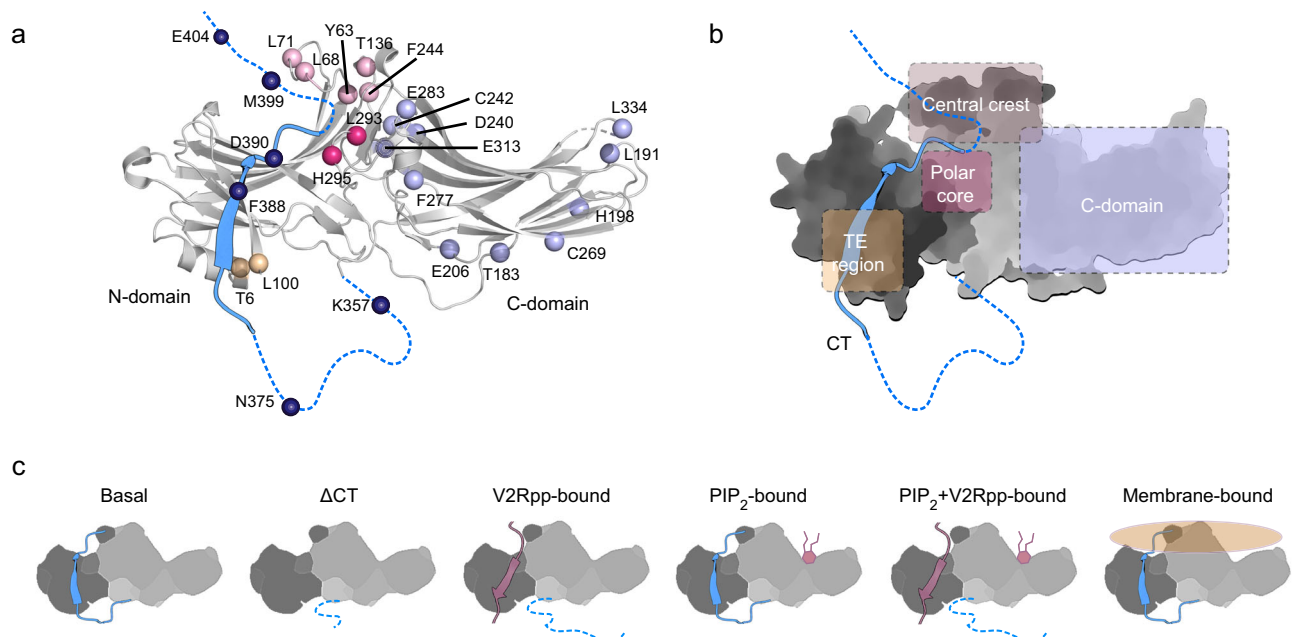 a
E404
L71
L68
Y63
T136
F244
M399
E283
C242
L293
D240
L334
D390
E313
L191
H295
F388
F277
H198
C269
T6
L100
E206
T183
N-domain
K357
C-domain
N375
b
Central crest
Polar
core
C-domain
TE
region
CT
c
Basal
ΔCT
V2Rpp-bound
PIP2-bound
PIP2+V2Rpp-bound
Membrane-bound